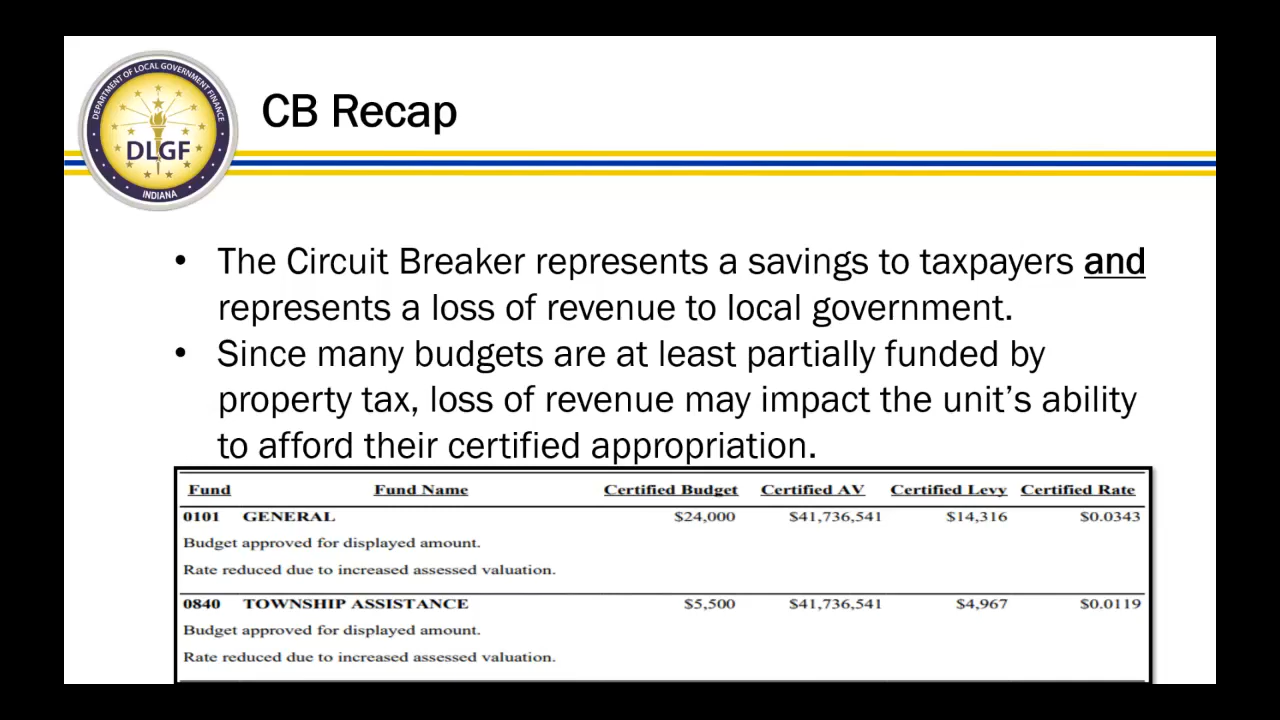 DEPARTMENT OF LOCAL GOVERNMENT FINANCE
DLGF
INDIANA
CB Recap
• The Circuit Breaker represents a savings to taxpayers and
represents a loss of revenue to local government.
• Since many budgets are at least partially funded by
property tax, loss of revenue may impact the unit’s ability
to afford their certified appropriation.
Fund Fund Name Certified Budget Certified AV Certified Levy Certified Rate
0101 GENERAL $24,000 $41,736,541 $14,316 $0.0343
Budget approved for displayed amount.
Rate reduced due to increased assessed valuation.
0840 TOWNSHIP ASSISTANCE $5,500 $41,736,541 $4,967 $0.0119
Budget approved for displayed amount.
Rate reduced due to increased assessed valuation.